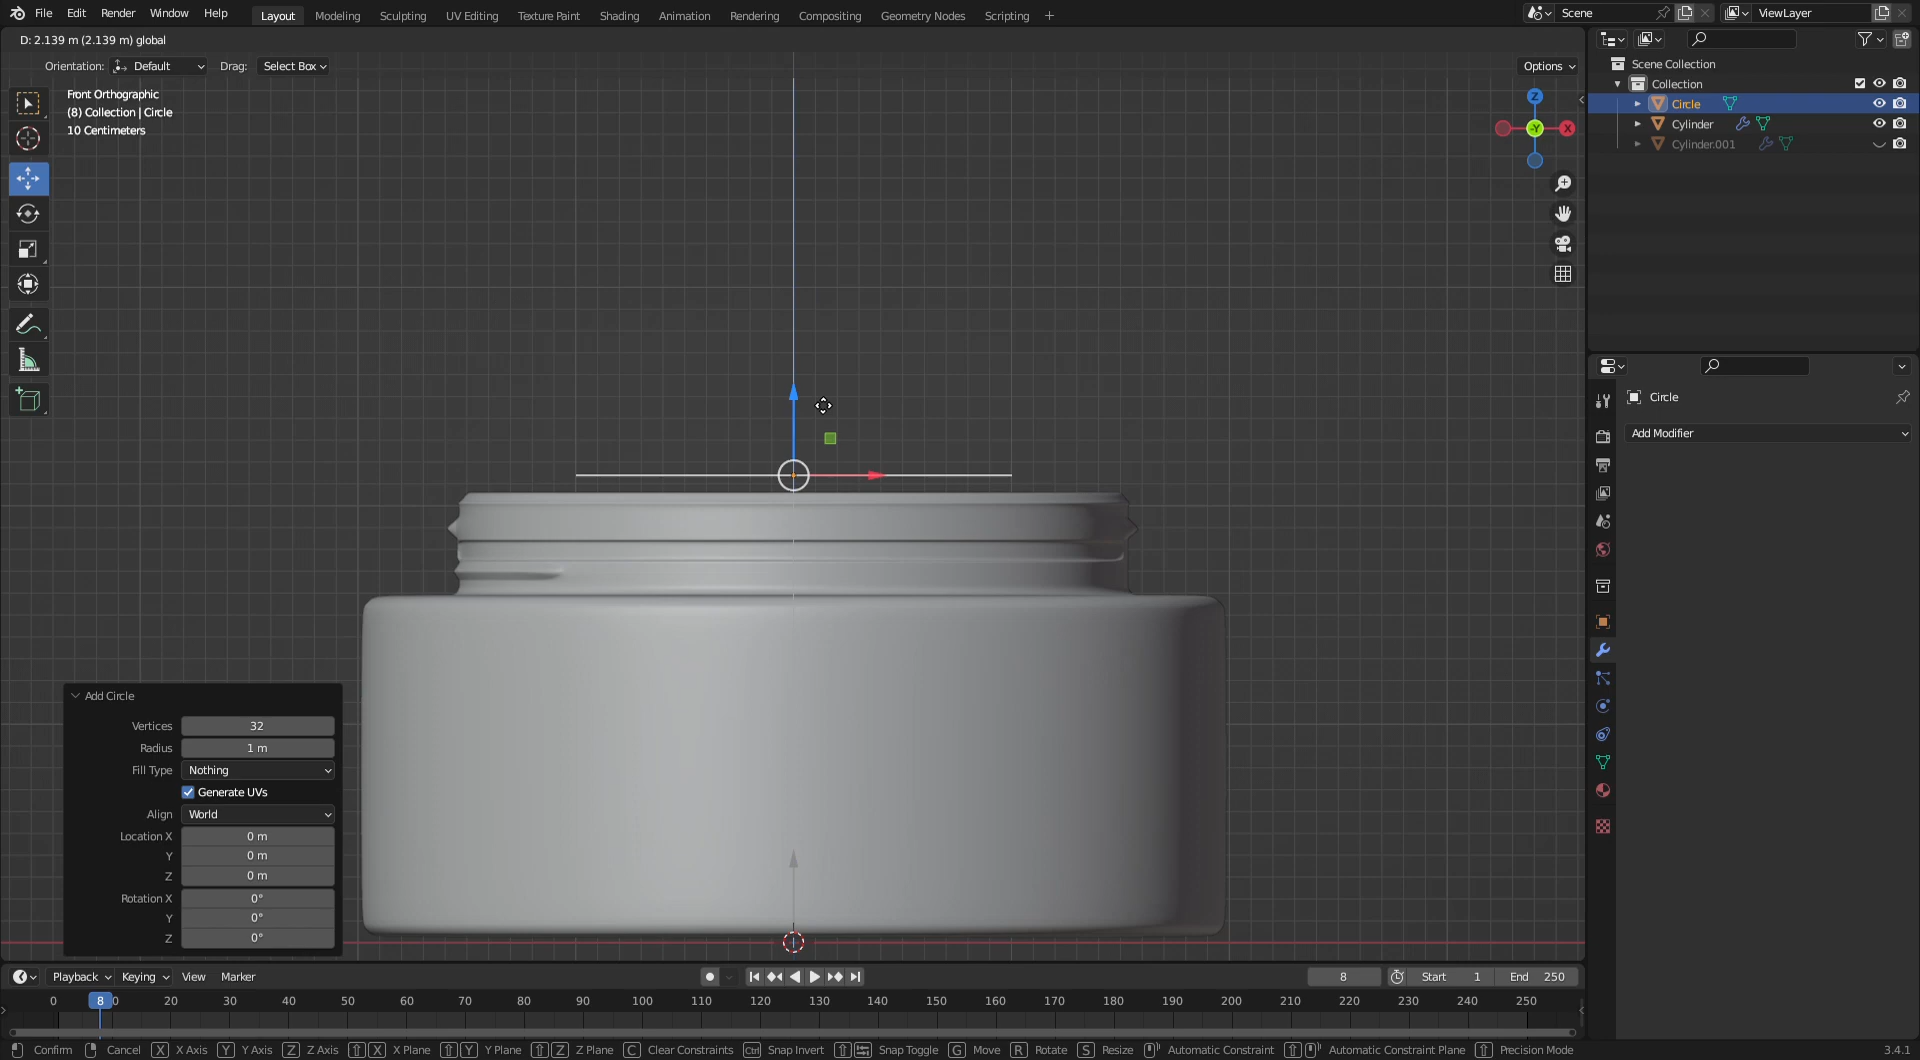 File Edit Render Window Help Layout Modeling Sculpting UV Editing Texture Paint Shading Animation Rendering Compositing Geometry Nodes Scripting + Scene ViewLayer
D: 2.139 m (2.139 m) global
Orientation: Default Drag: Select Box Options
Front Orthographic
(8) Collection | Circle
10 Centimeters
Z
-Y X
Scene Collection
Collection
Circle
Cylinder
Cylinder.001
Circle
Add Modifier
Add Circle
Vertices 32
Radius 1 m
Fill Type Nothing
Generate UVs
Align World
Location X 0 m
Y 0 m
Z 0 m
Rotation X 0°
Y 0°
Z 0°
Playback Keying View Marker 8 Start 1 End 250
0 8 0 20 30 40 50 60 70 80 90 100 110 120 130 140 150 160 170 180 190 200 210 220 230 240 250
Confirm Cancel X X Axis Y Y Axis Z Z Axis X X Plane Y Y Plane Z Z Plane C Clear Constraints Ctrl Snap Invert Snap Toggle G Move R Rotate S Resize Automatic Constraint Automatic Constraint Plane Precision Mode 3.4.1